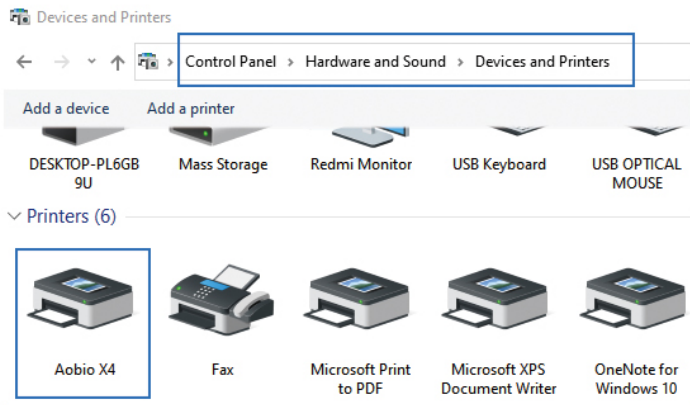 Devices and Printers
Control Panel > Hardware and Sound > Devices and Printers
Add a device
Add a printer
DESKTOP-PL6GB
9U
Mass Storage
Redmi Monitor
USB Keyboard
USB OPTICAL
MOUSE
Printers (6)
Aobio X4
Fax
Microsoft Print
to PDF
Microsoft XPS
Document Writer
OneNote for
Windows 10